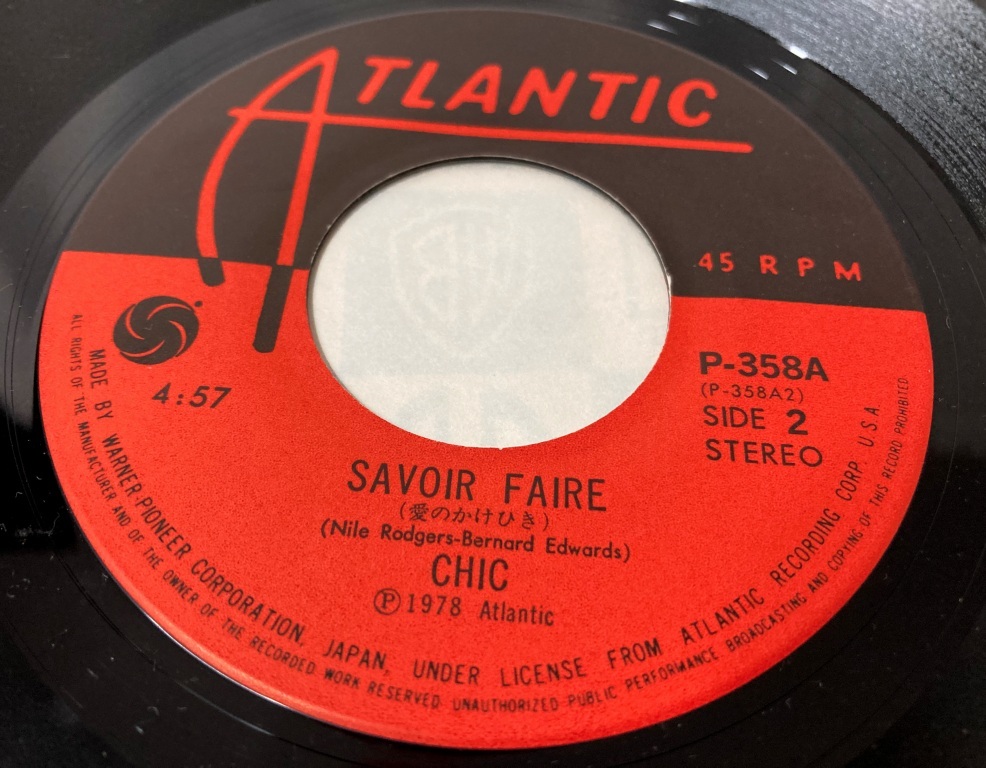 ATLANTIC
45 RPM
4:57
P-358A
(P-358A2)
SIDE 2
STEREO
SAVOIR FAIRE
(愛のかけひき)
(Nile Rodgers-Bernard Edwards)
CHIC
Ⓟ1978 Atlantic
MADE BY WARNER-PIONEER CORPORATION, JAPAN, UNDER LICENSE FROM ATLANTIC RECORDING CORP. U.S.A.
ALL RIGHTS OF THE MANUFACTURER AND OF THE OWNER OF THE RECORDED WORK RESERVED UNAUTHORIZED PUBLIC PERFORMANCE BROADCASTING AND COPYING OF THIS RECORD PROHIBITED